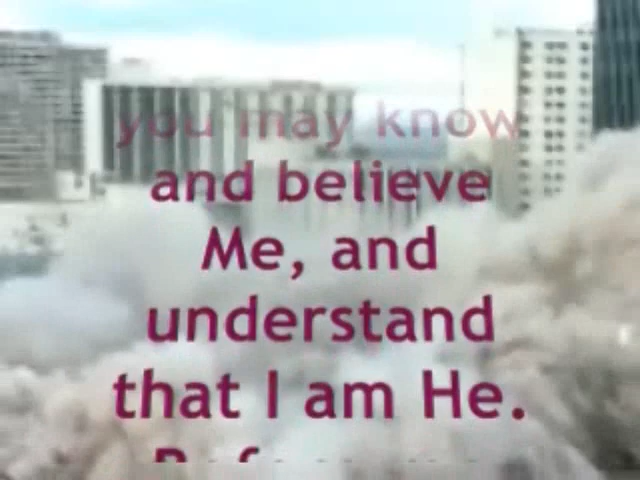 you may know
and believe
Me, and
understand
that I am He.